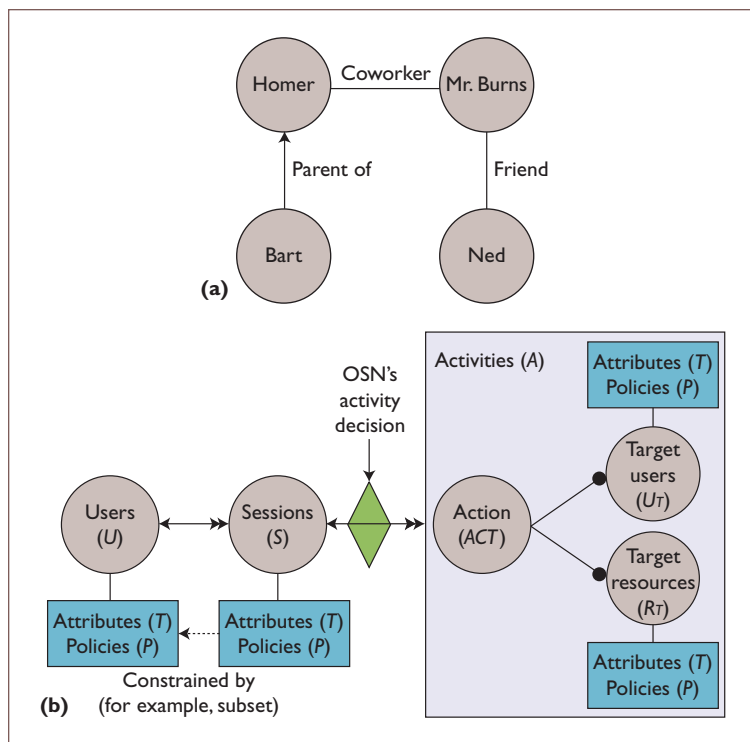 Homer
Coworker
Mr. Burns
Parent of
Friend
Bart
Ned
(a)
OSN's
activity
decision
Activities (A)
Attributes (T)
Policies (P)
Users
(U)
Sessions
(S)
Action
(ACT)
Target
users
(UT)
Target
resources
(RT)
Attributes (T)
Policies (P)
Attributes (T)
Policies (P)
Attributes (T)
Policies (P)
Constrained by
(for example, subset)
(b)